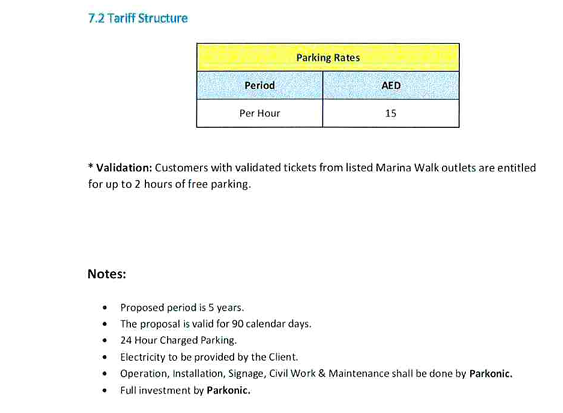 7.2 Tariff Structure
Parking Rates
Period AED
Per Hour 15
* Validation: Customers with validated tickets from listed Marina Walk outlets are entitled
for up to 2 hours of free parking.
Notes:
• Proposed period is 5 years.
• The proposal is valid for 90 calendar days.
• 24 Hour Charged Parking.
• Electricity to be provided by the Client.
• Operation, Installation, Signage, Civil Work & Maintenance shall be done by Parkonic.
• Full investment by Parkonic.